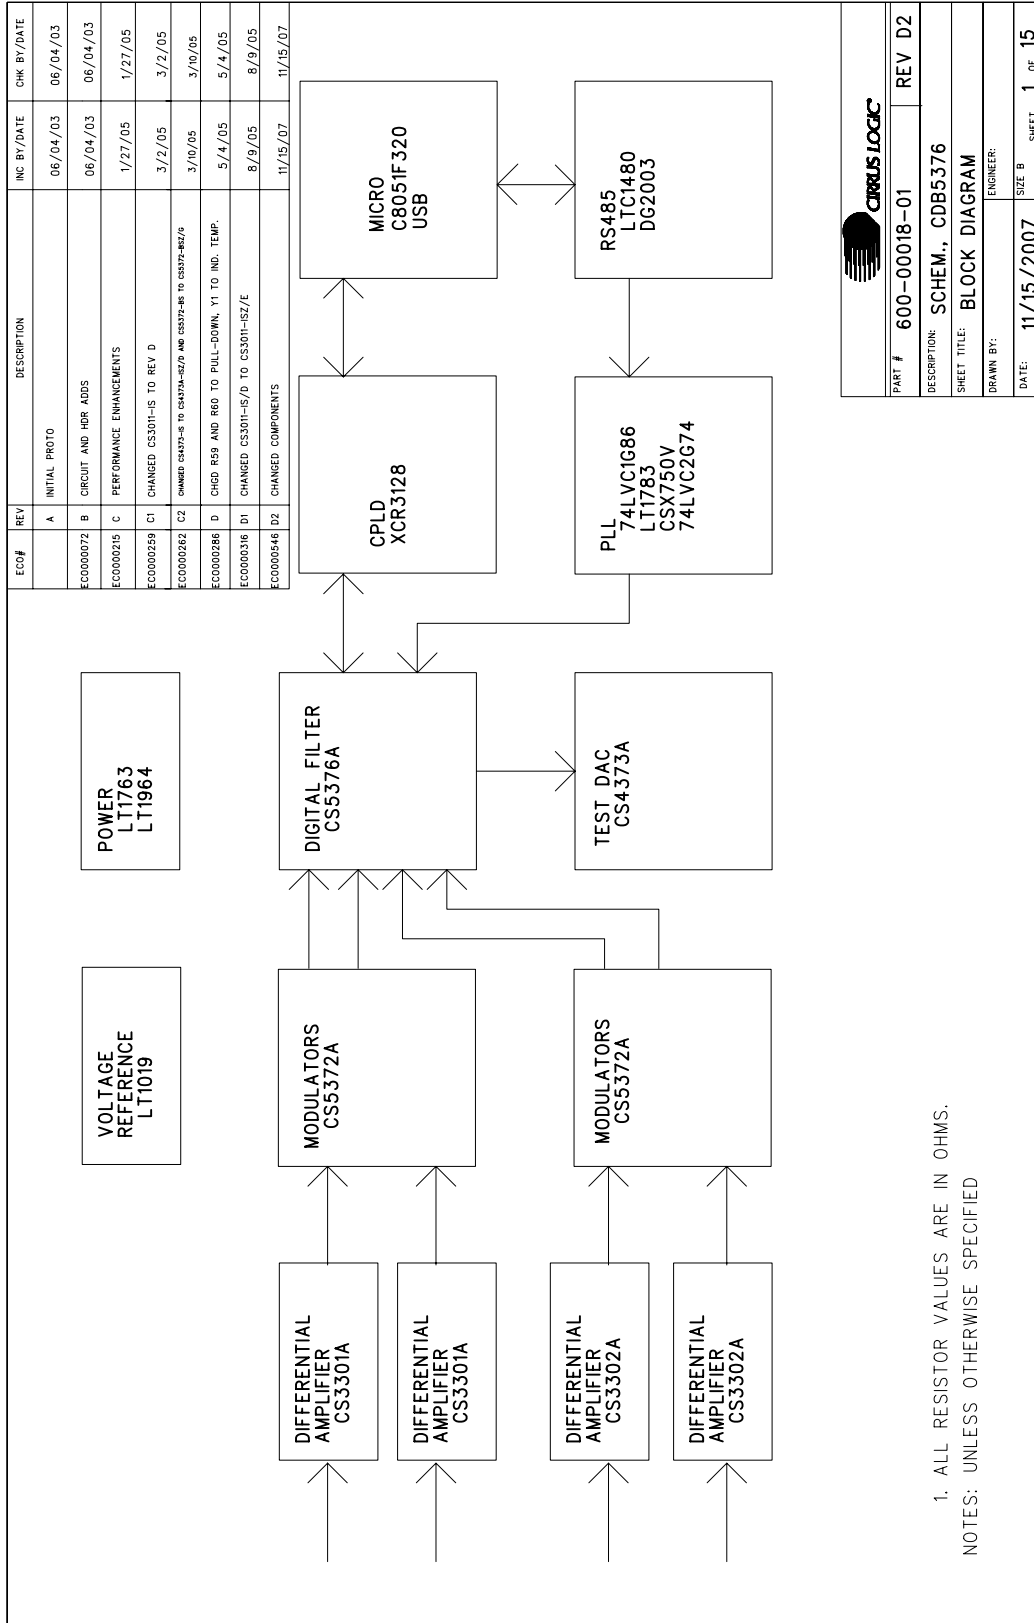 ECO#	REV	DESCRIPTION	INC BY/DATE	CHK BY/DATE
A	INITIAL PROTO	06/04/03	06/04/03
ECO000072	B	CIRCUIT AND HDR ADDS	06/04/03	06/04/03
ECO000215	C	PERFORMANCE ENHANCEMENTS	1/27/05	1/27/05
ECO000259	C1	CHANGED CS3011-IS TO REV D	3/2/05	3/2/05
ECO000262	C2	CHANGED CS4373-IS TO CS4373A-ISZ/D AND CS5372-BS TO CS5372-BSZ/G	3/10/05	3/10/05
ECO000286	D	CHGD R59 AND R60 TO PULL-DOWN, Y1 TO IND. TEMP.	5/4/05	5/4/05
ECO000316	D1	CHANGED CS3011-IS/D TO CS3011-ISZ/E	8/9/05	8/9/05
ECO000546	D2	CHANGED COMPONENTS	11/15/07	11/15/07
VOLTAGE
REFERENCE
LT1019
POWER
LT1763
LT1964
DIFFERENTIAL
AMPLIFIER
CS3301A
DIFFERENTIAL
AMPLIFIER
CS3301A
DIFFERENTIAL
AMPLIFIER
CS3302A
DIFFERENTIAL
AMPLIFIER
CS3302A
MODULATORS
CS5372A
MODULATORS
CS5372A
DIGITAL FILTER
CS5376A
TEST DAC
CS4373A
CPLD
XCR3128
MICRO
C8051F320
USB
PLL
74LVC1G86
LT1783
CSX750V
74LVC2G74
RS485
LTC1480
DG2003
1. ALL RESISTOR VALUES ARE IN OHMS.
NOTES: UNLESS OTHERWISE SPECIFIED
CIRRUS LOGIC
PART # 600-00018-01 REV D2
DESCRIPTION: SCHEM., CDB5376
SHEET TITLE: BLOCK DIAGRAM
DRAWN BY: ENGINEER:
DATE: 11/15/2007 SIZE B SHEET 1 OF 15